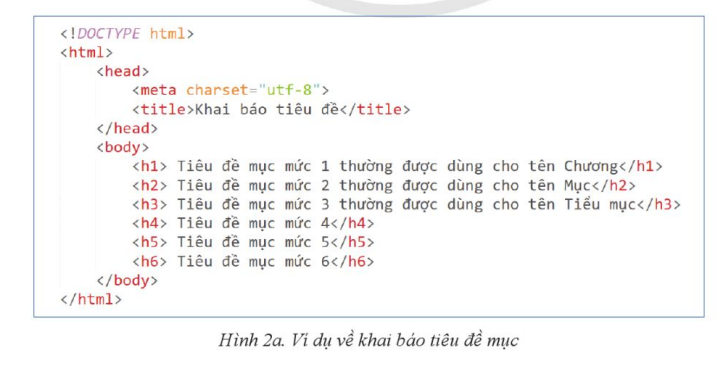 <!DOCTYPE html>
<html>
<head>
<meta charset="utf-8">
<title>Khai báo tiêu đề</title>
</head>
<body>
<h1> Tiêu đề mục mức 1 thường được dùng cho tên Chương</h1>
<h2> Tiêu đề mục mức 2 thường được dùng cho tên Mục</h2>
<h3> Tiêu đề mục mức 3 thường được dùng cho tên Tiểu mục</h3>
<h4> Tiêu đề mục mức 4</h4>
<h5> Tiêu đề mục mức 5</h5>
<h6> Tiêu đề mục mức 6</h6>
</body>
</html>
Hình 2a. Ví dụ về khai báo tiêu đề mục